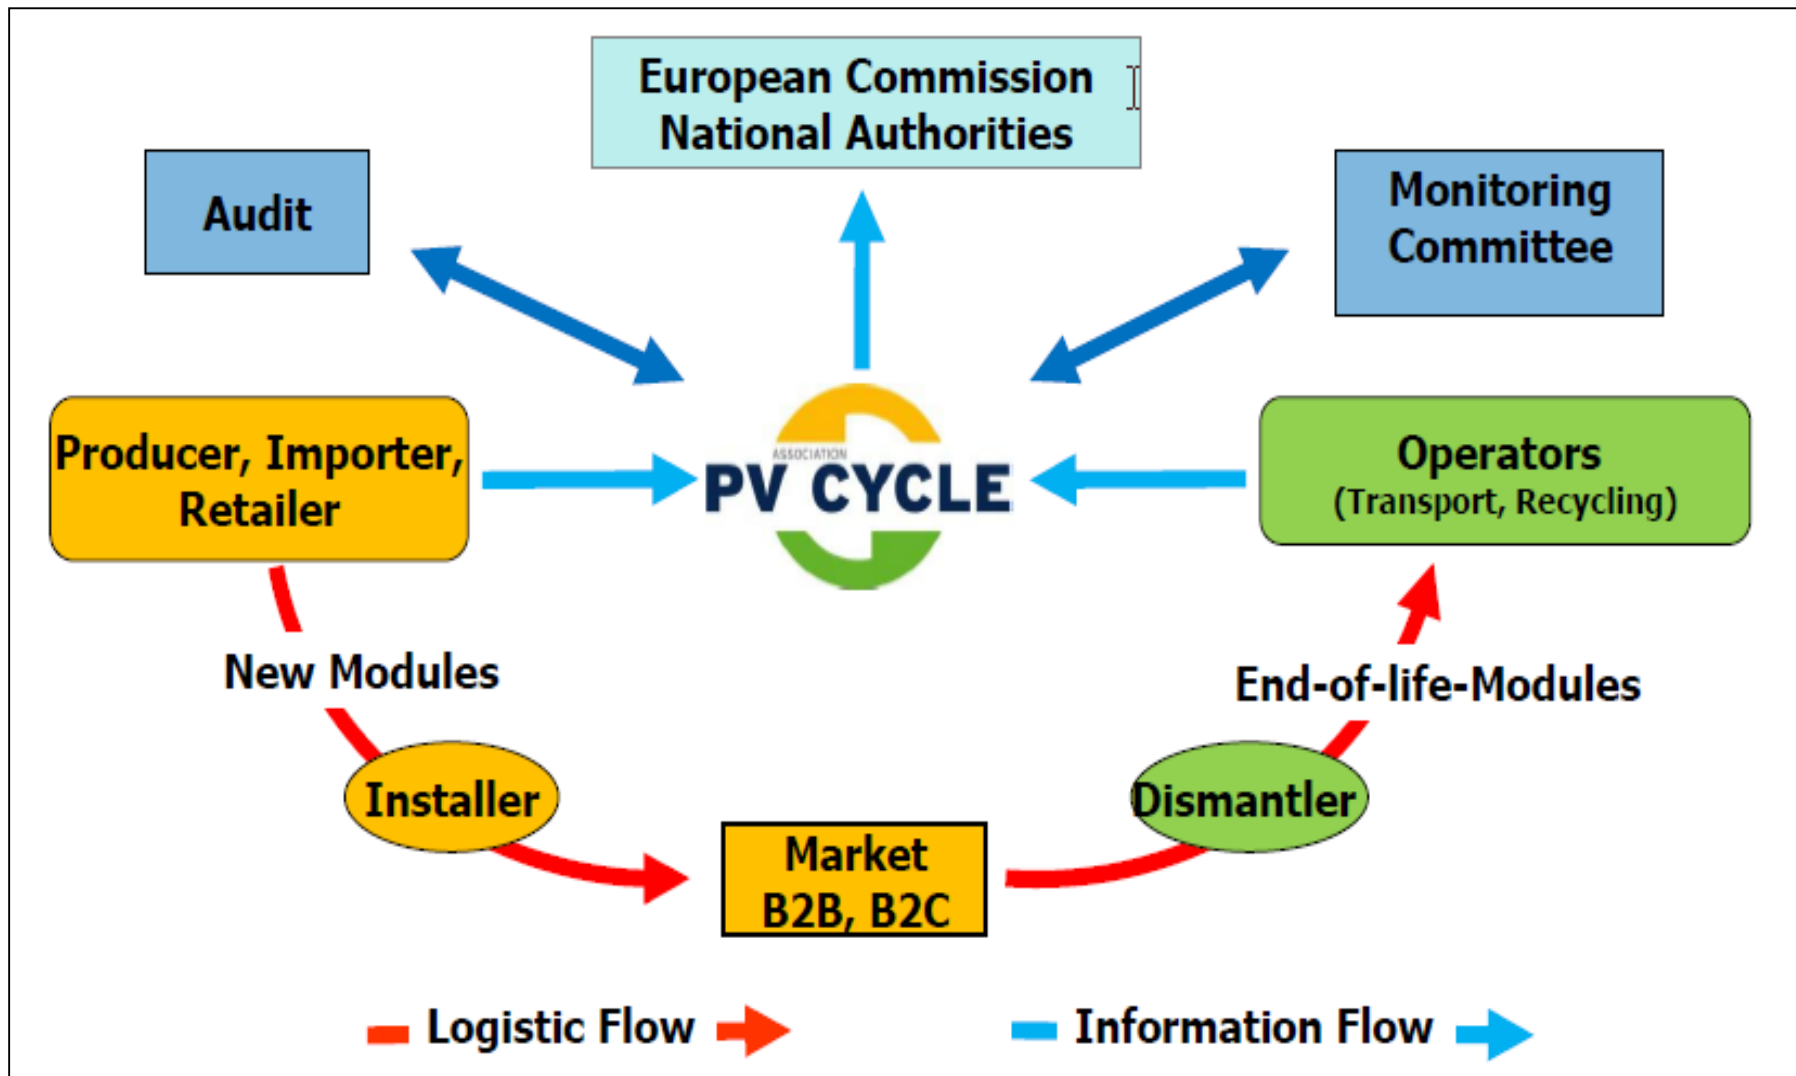 European Commission
National Authorities
Audit
Monitoring
Committee
Producer, Importer,
Retailer
ASSOCIATION
PV CYCLE
Operators
(Transport, Recycling)
New Modules
End-of-life-Modules
Installer
Dismantler
Market
B2B, B2C
Logistic Flow
Information Flow